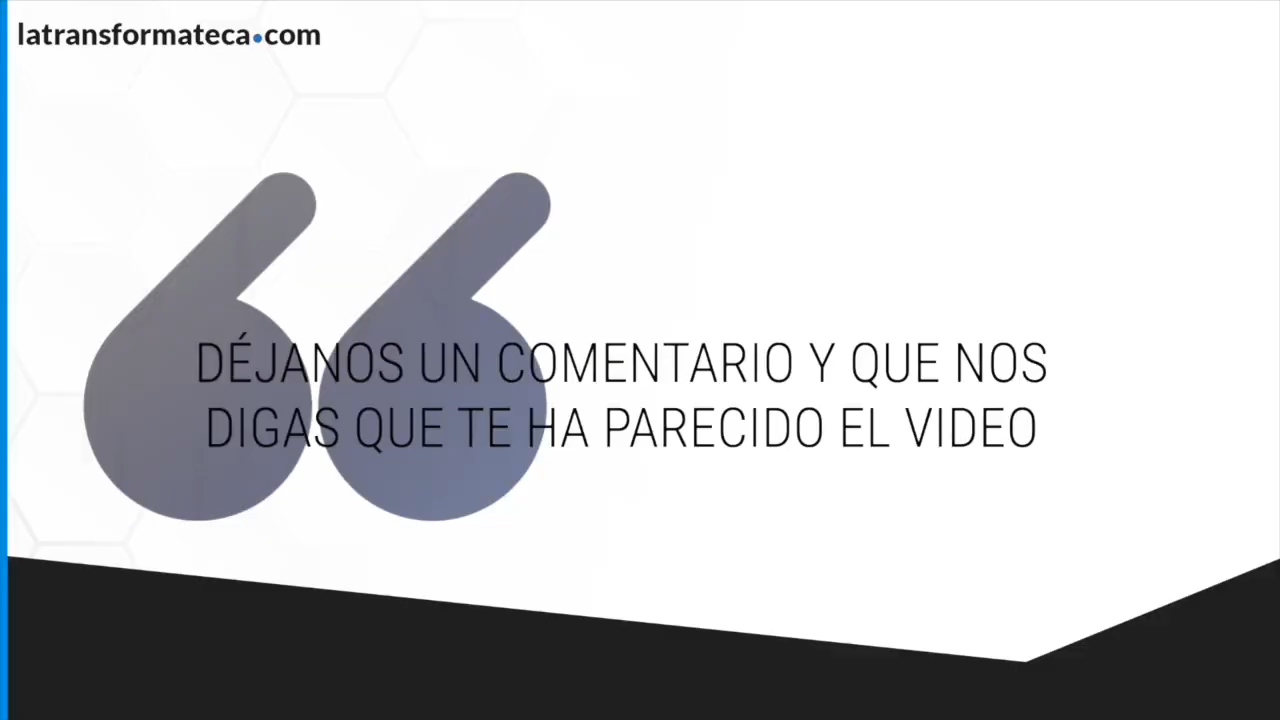 latransformateca.com
DÉJANOS UN COMENTARIO Y QUE NOS
DIGAS QUE TE HA PARECIDO EL VIDEO